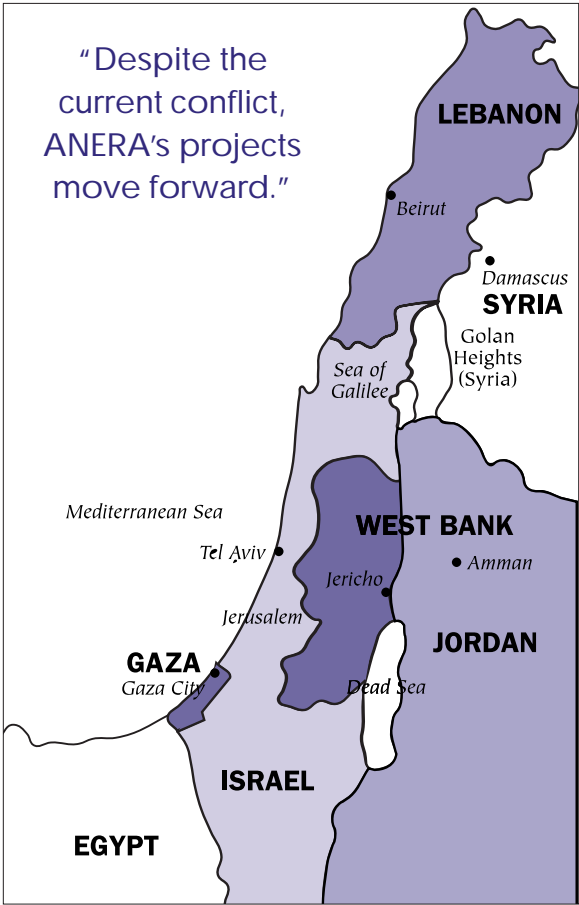 “Despite the
current conflict,
ANERA’s projects
move forward.”
LEBANON
Beirut
Damascus
SYRIA
Golan
Heights
(Syria)
Sea of
Galilee
Mediterranean Sea
WEST BANK
Tel Aviv
Amman
Jericho
Jerusalem
JORDAN
GAZA
Gaza City
Dead Sea
ISRAEL
EGYPT